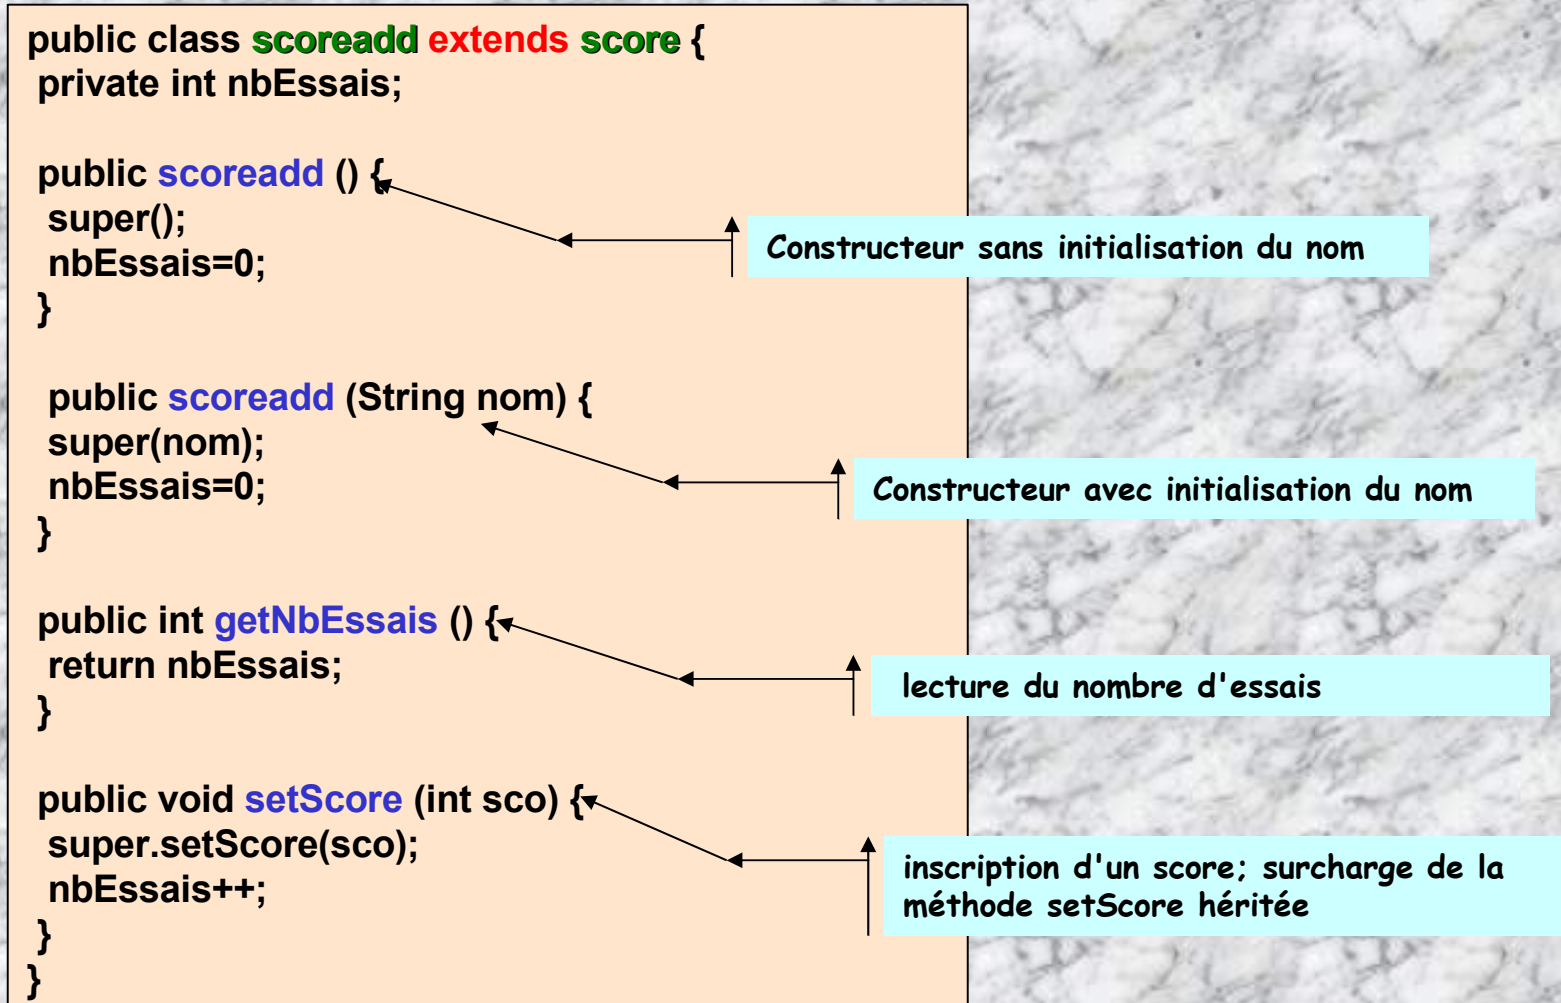 public class scoreadd extends score {
private int nbEssais;
public scoreadd () {
super();
nbEssais=0;
}
Constructeur sans initialisation du nom
public scoreadd (String nom) {
super(nom);
nbEssais=0;
}
Constructeur avec initialisation du nom
public int getNbEssais () {
return nbEssais;
}
lecture du nombre d'essais
public void setScore (int sco) {
super.setScore(sco);
nbEssais++;
}
}
inscription d'un score; surcharge de la
méthode setScore héritée